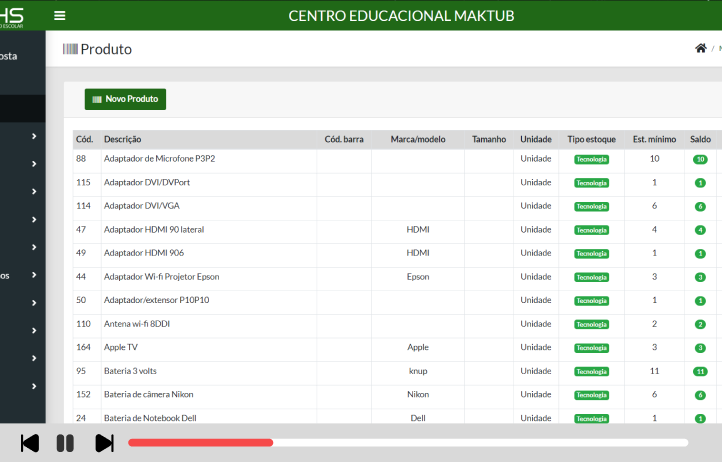 HS
CENTRO EDUCACIONAL MAKTUB
ESCOLAR
osta
Produto
/
Novo Produto
Cód. Descrição Cód. barra Marca/modelo Tamanho Unidade Tipo estoque Est. mínimo Saldo
88 Adaptador de Microfone P3P2 Unidade Tecnologia 10 10
115 Adaptador DVI/DVPort Unidade Tecnologia 1 1
114 Adaptador DVI/VGA Unidade Tecnologia 6 6
47 Adaptador HDMI 90 lateral HDMI Unidade Tecnologia 4 4
49 Adaptador HDMI 906 HDMI Unidade Tecnologia 1 1
44 Adaptador Wi-fi Projetor Epson Epson Unidade Tecnologia 3 3
50 Adaptador/extensor P10P10 Unidade Tecnologia 1 1
110 Antena wi-fi 8DDI Unidade Tecnologia 2 2
164 Apple TV Apple Unidade Tecnologia 3 3
95 Bateria 3 volts knup Unidade Tecnologia 11 11
152 Bateria de câmera Nikon Nikon Unidade Tecnologia 6 6
24 Bateria de Notebook Dell Dell Unidade Tecnologia 1 1
os